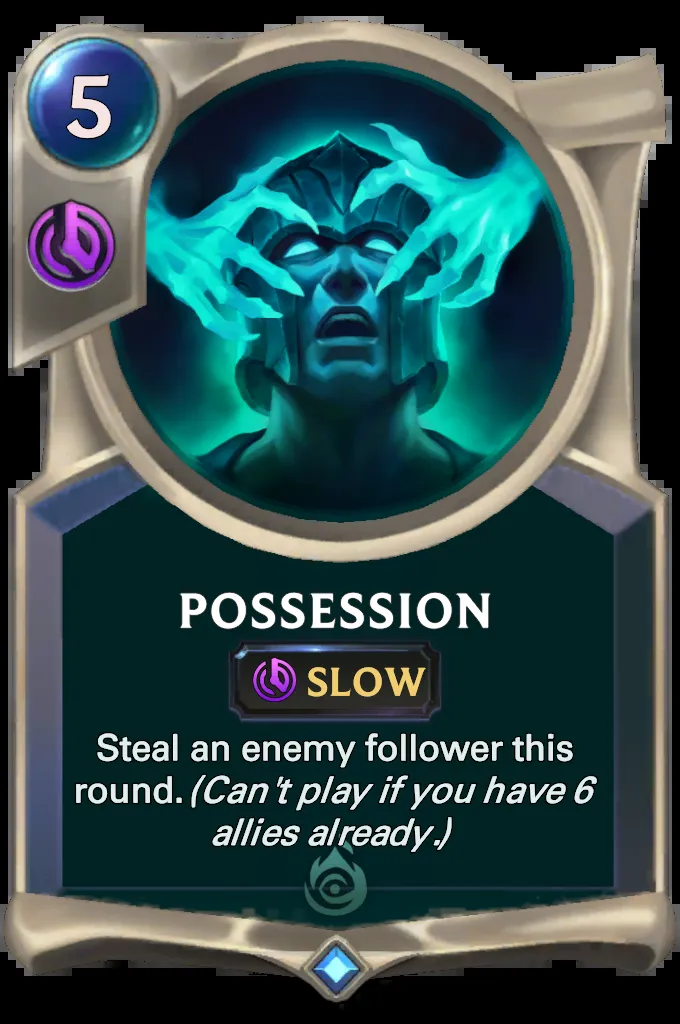 5
POSSESSION
SLOW
Steal an enemy follower this
round. (Can't play if you have 6
allies already.)